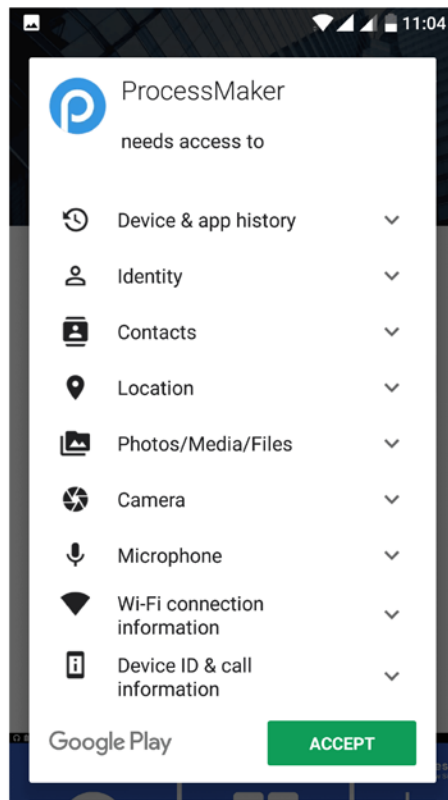 11:04
ProcessMaker
needs access to
Device & app history
Identity
Contacts
Location
Photos/Media/Files
Camera
Microphone
Wi-Fi connection
information
Device ID & call
information
Google Play
ACCEPT